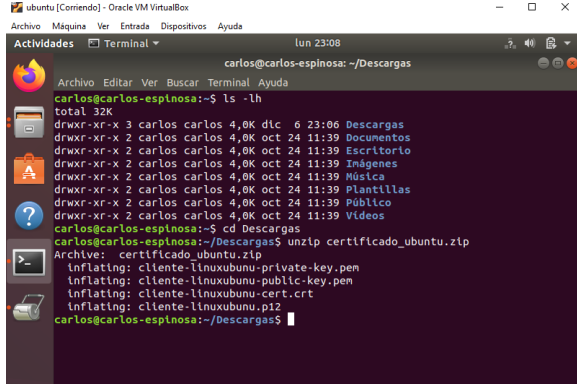 ubuntu [Corriendo] - Oracle VM VirtualBox
Archivo Máquina Ver Entrada Dispositivos Ayuda
Actividades Terminal lun 23:08
carlos@carlos-espinosa: ~/Descargas
Archivo Editar Ver Buscar Terminal Ayuda
carlos@carlos-espinosa:~$ ls -lh
total 32K
drwxr-xr-x 3 carlos carlos 4,0K dic  6 23:06 Descargas
drwxr-xr-x 2 carlos carlos 4,0K oct 24 11:39 Documentos
drwxr-xr-x 2 carlos carlos 4,0K oct 24 11:39 Escritorio
drwxr-xr-x 2 carlos carlos 4,0K oct 24 11:39 Imágenes
drwxr-xr-x 2 carlos carlos 4,0K oct 24 11:39 Música
drwxr-xr-x 2 carlos carlos 4,0K oct 24 11:39 Plantillas
drwxr-xr-x 2 carlos carlos 4,0K oct 24 11:39 Público
drwxr-xr-x 2 carlos carlos 4,0K oct 24 11:39 Vídeos
carlos@carlos-espinosa:~$ cd Descargas
carlos@carlos-espinosa:~/Descargas$ unzip certificado_ubuntu.zip
Archive:  certificado_ubuntu.zip
  inflating: cliente-linuxubunu-private-key.pem
  inflating: cliente-linuxubunu-public-key.pem
  inflating: cliente-linuxubunu-cert.crt
  inflating: cliente-linuxubunu.p12
carlos@carlos-espinosa:~/Descargas$